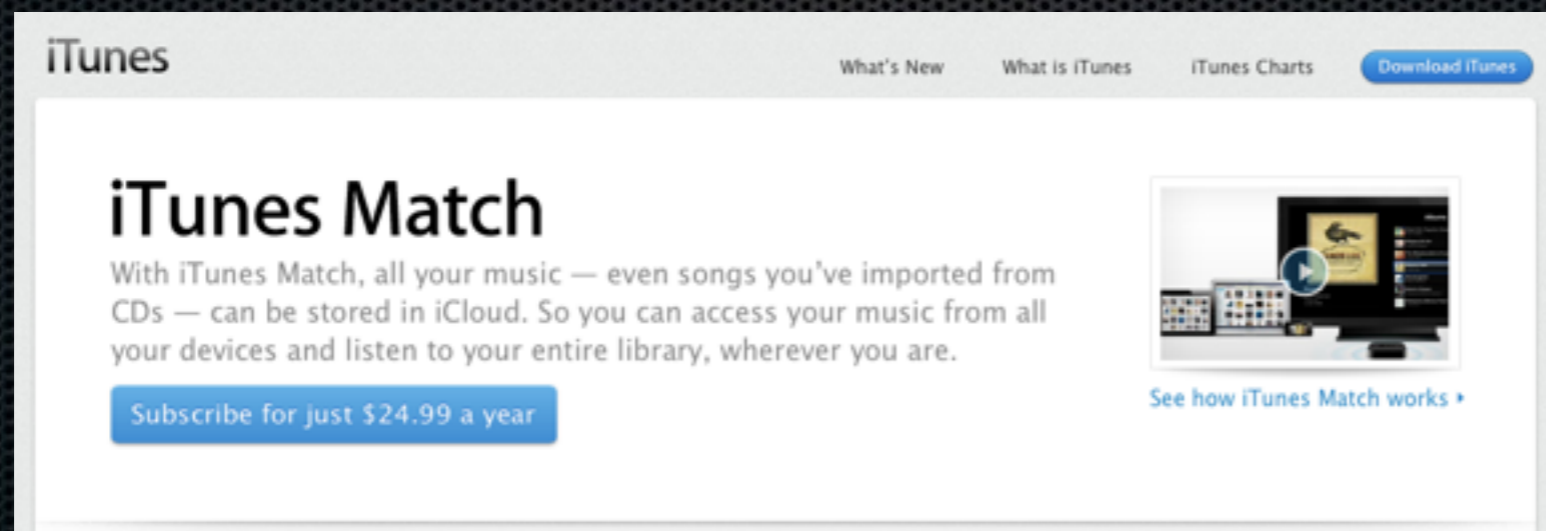 iTunes
What's New
What is iTunes
iTunes Charts
Download iTunes
iTunes Match
With iTunes Match, all your music — even songs you've imported from
CDs — can be stored in iCloud. So you can access your music from all
your devices and listen to your entire library, wherever you are.
Subscribe for just $24.99 a year
See how iTunes Match works